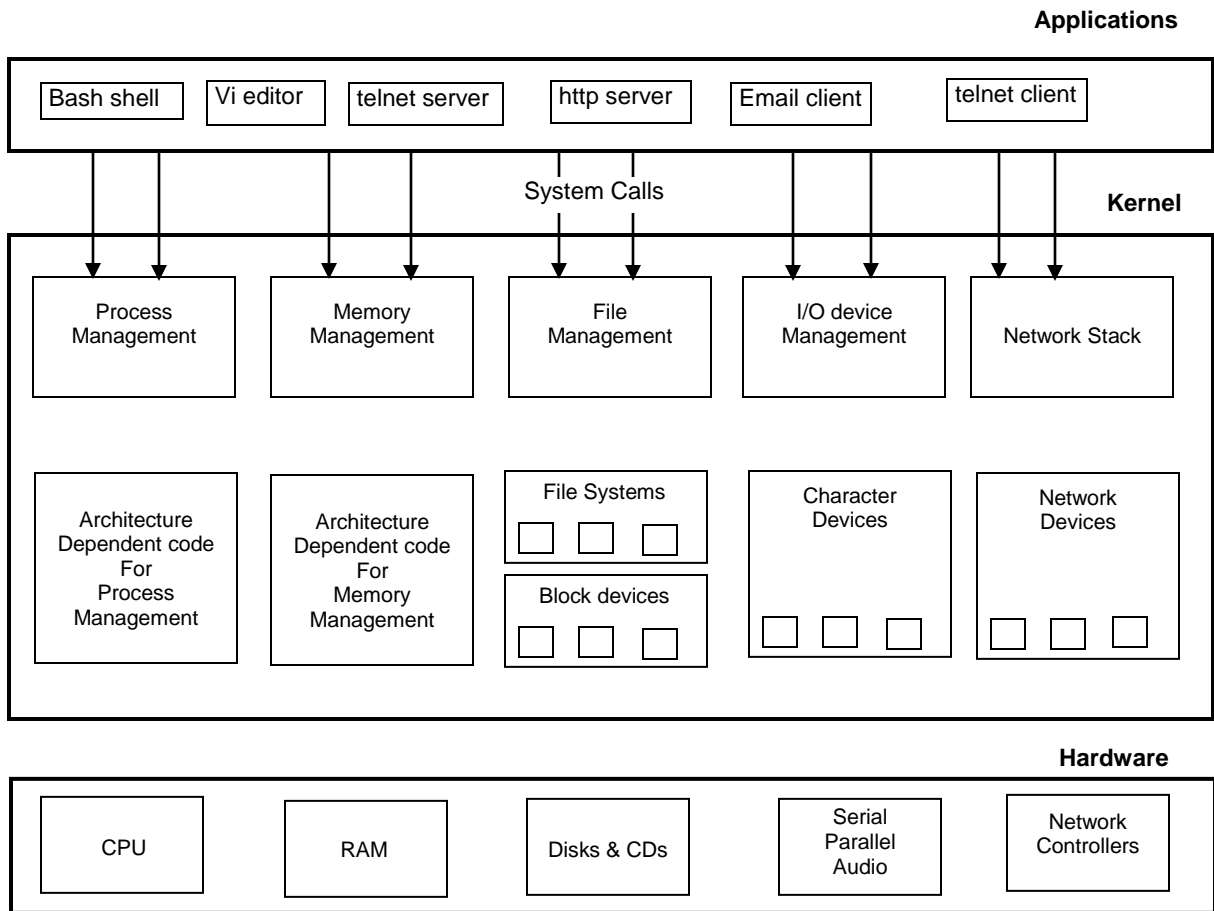 Applications
Bash shell
Vi editor
telnet server
http server
Email client
telnet client
System Calls
Kernel
Process
Management
Memory
Management
File
Management
I/O device
Management
Network Stack
Architecture
Dependent code
For
Process
Management
Architecture
Dependent code
For
Memory
Management
File Systems
Block devices
Character
Devices
Network
Devices
Hardware
CPU
RAM
Disks & CDs
Serial
Parallel
Audio
Network
Controllers